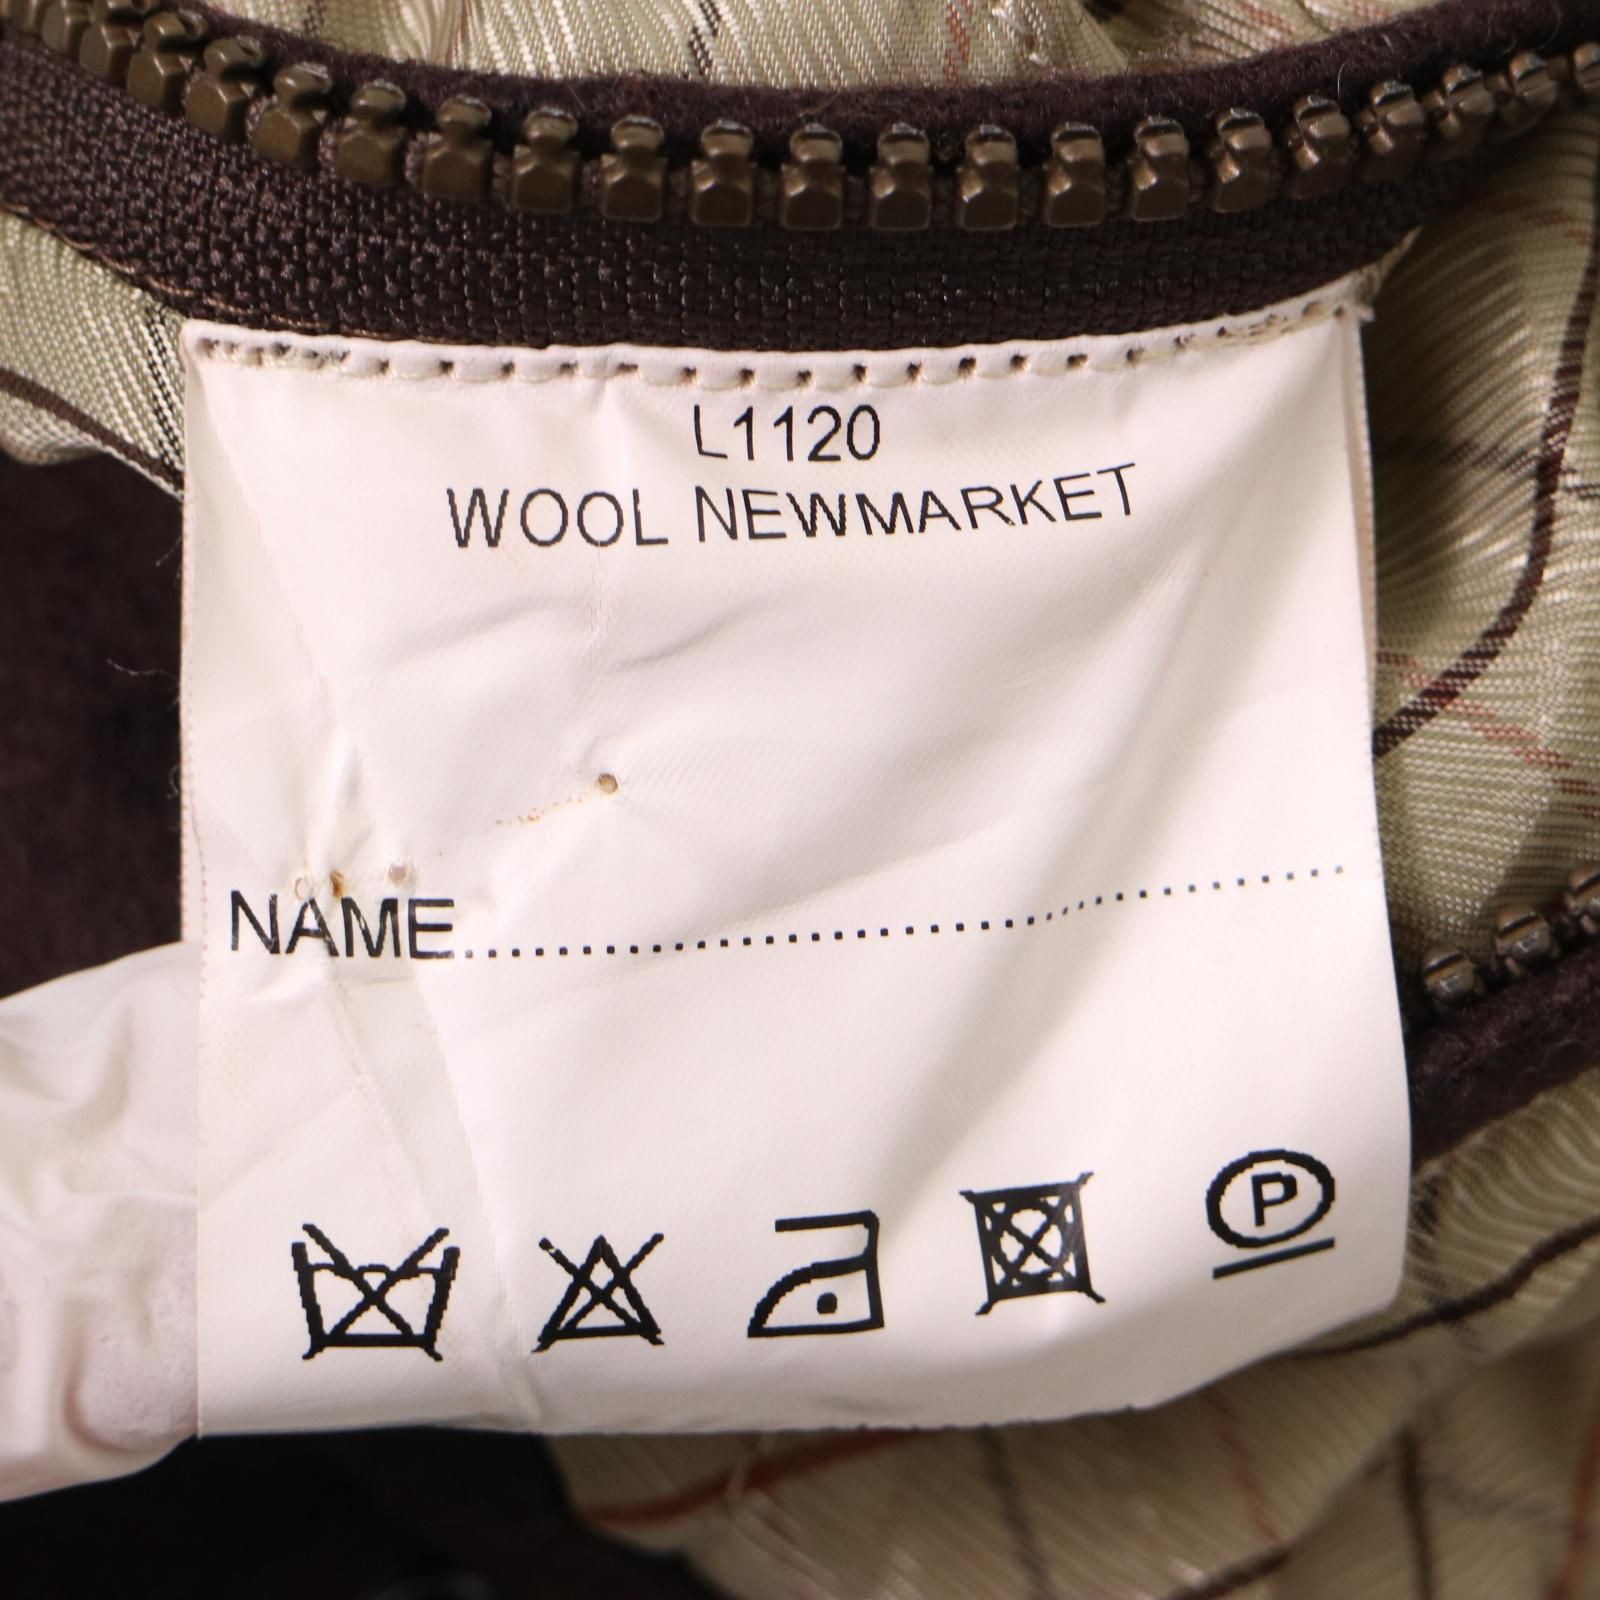 L1120
WOOL NEWMARKET
NAME..................................................
P